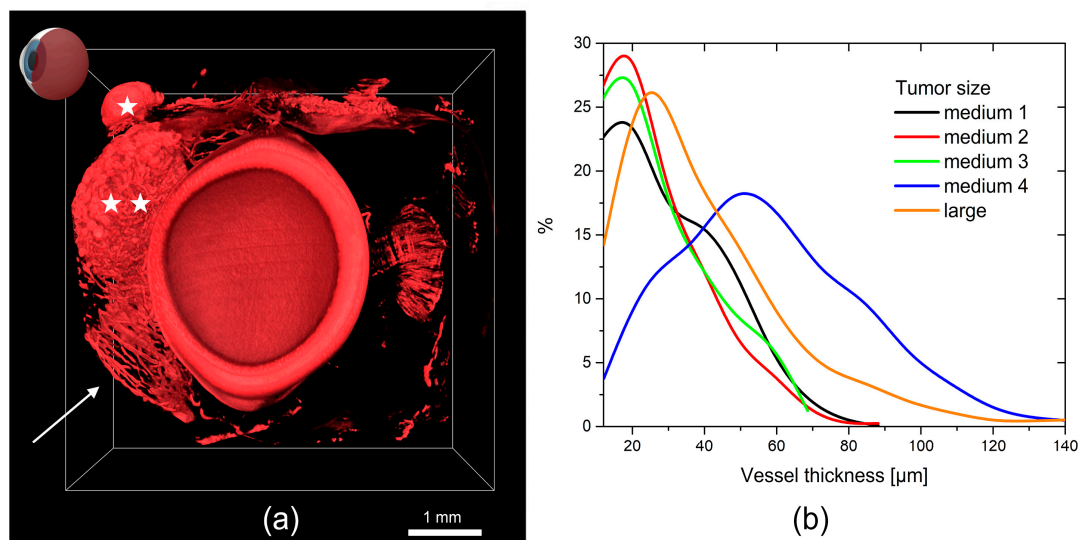 1 mm
(a)
30
25
20
15
10
5
0
%
20 40 60 80 100 120 140
Vessel thickness [µm]
Tumor size
medium 1
medium 2
medium 3
medium 4
large
(b)